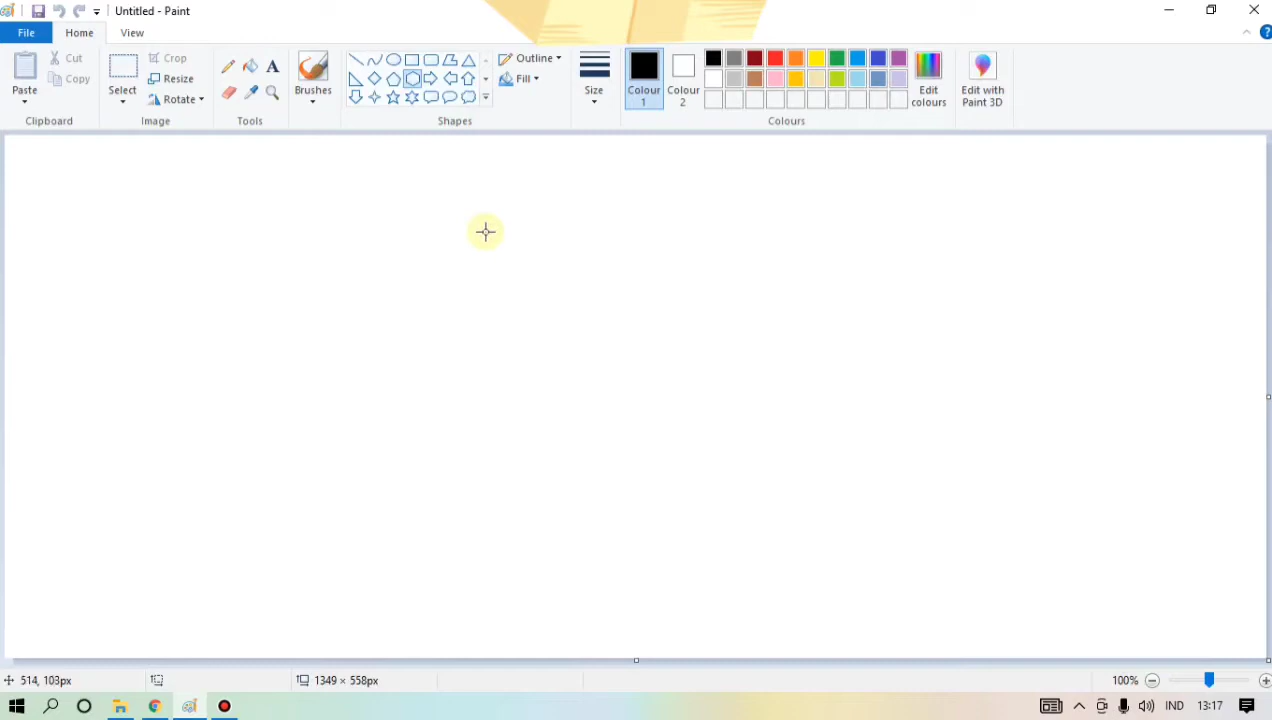 Untitled - Paint
File Home View
Paste Cut Copy
Clipboard
Select Crop Resize Rotate
Image
A
Tools
Brushes
Outline Fill
Shapes
Size
Colour 1
Colour 2
Edit colours
Colours
Edit with Paint 3D
514, 103px 1349 × 558px 100%
IND 13:17